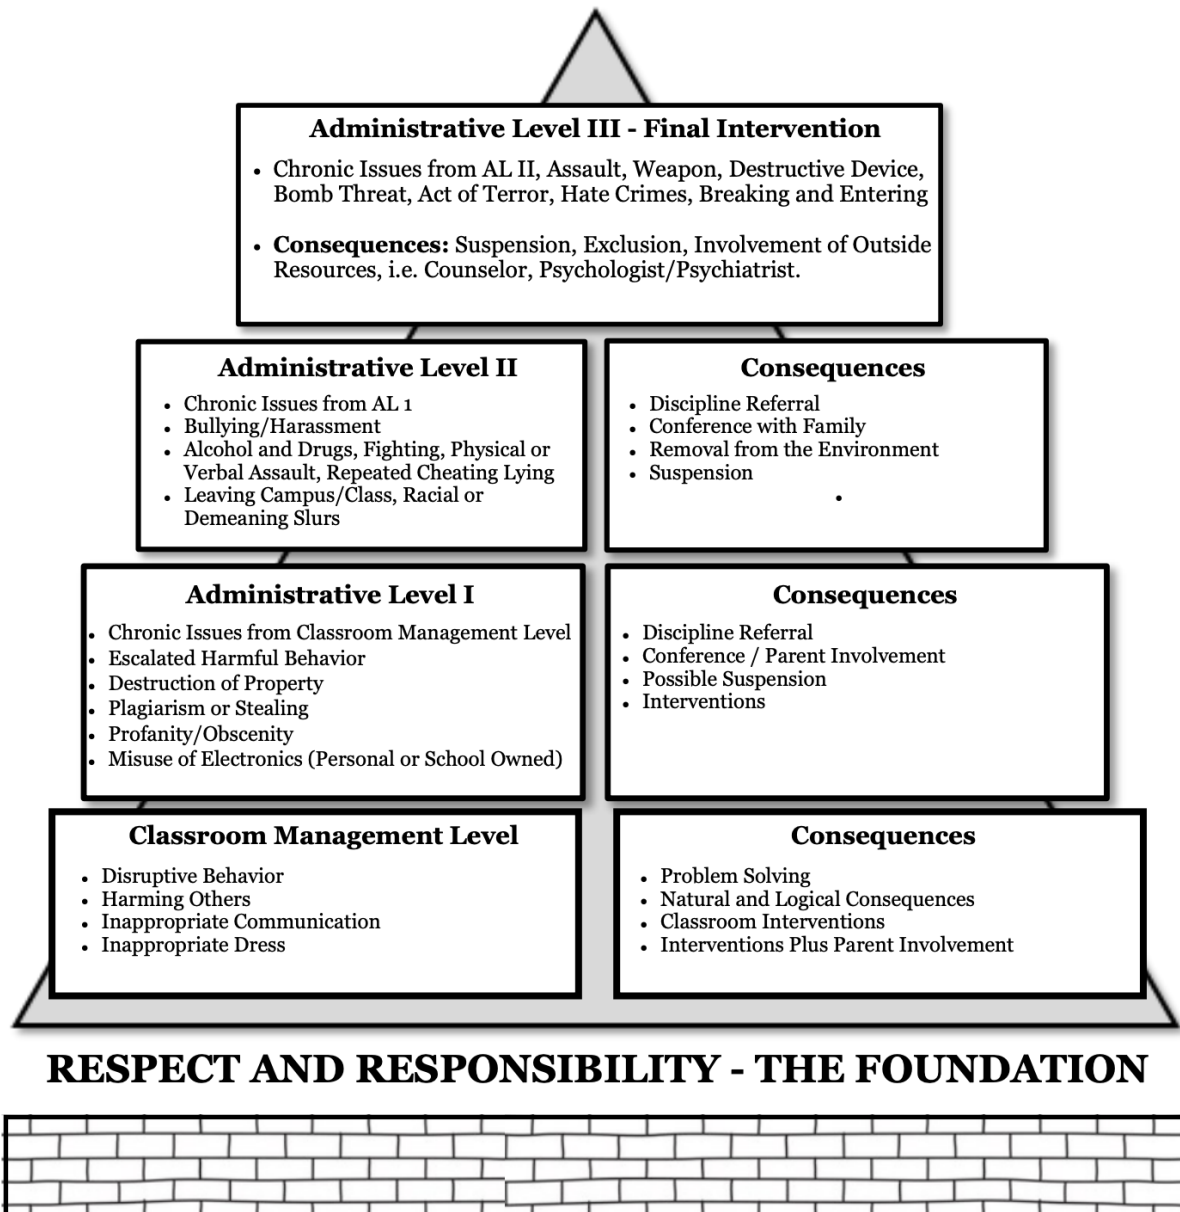 Administrative Level III - Final Intervention
• Chronic Issues from AL II, Assault, Weapon, Destructive Device,
Bomb Threat, Act of Terror, Hate Crimes, Breaking and Entering
• Consequences: Suspension, Exclusion, Involvement of Outside
Resources, i.e. Counselor, Psychologist/Psychiatrist.
Administrative Level II
• Chronic Issues from AL 1
• Bullying/Harassment
• Alcohol and Drugs, Fighting, Physical or
Verbal Assault, Repeated Cheating Lying
• Leaving Campus/Class, Racial or
Demeaning Slurs
Consequences
• Discipline Referral
• Conference with Family
• Removal from the Environment
• Suspension
•
Administrative Level I
• Chronic Issues from Classroom Management Level
• Escalated Harmful Behavior
• Destruction of Property
• Plagiarism or Stealing
• Profanity/Obscenity
• Misuse of Electronics (Personal or School Owned)
Consequences
• Discipline Referral
• Conference / Parent Involvement
• Possible Suspension
• Interventions
Classroom Management Level
• Disruptive Behavior
• Harming Others
• Inappropriate Communication
• Inappropriate Dress
Consequences
• Problem Solving
• Natural and Logical Consequences
• Classroom Interventions
• Interventions Plus Parent Involvement
RESPECT AND RESPONSIBILITY - THE FOUNDATION